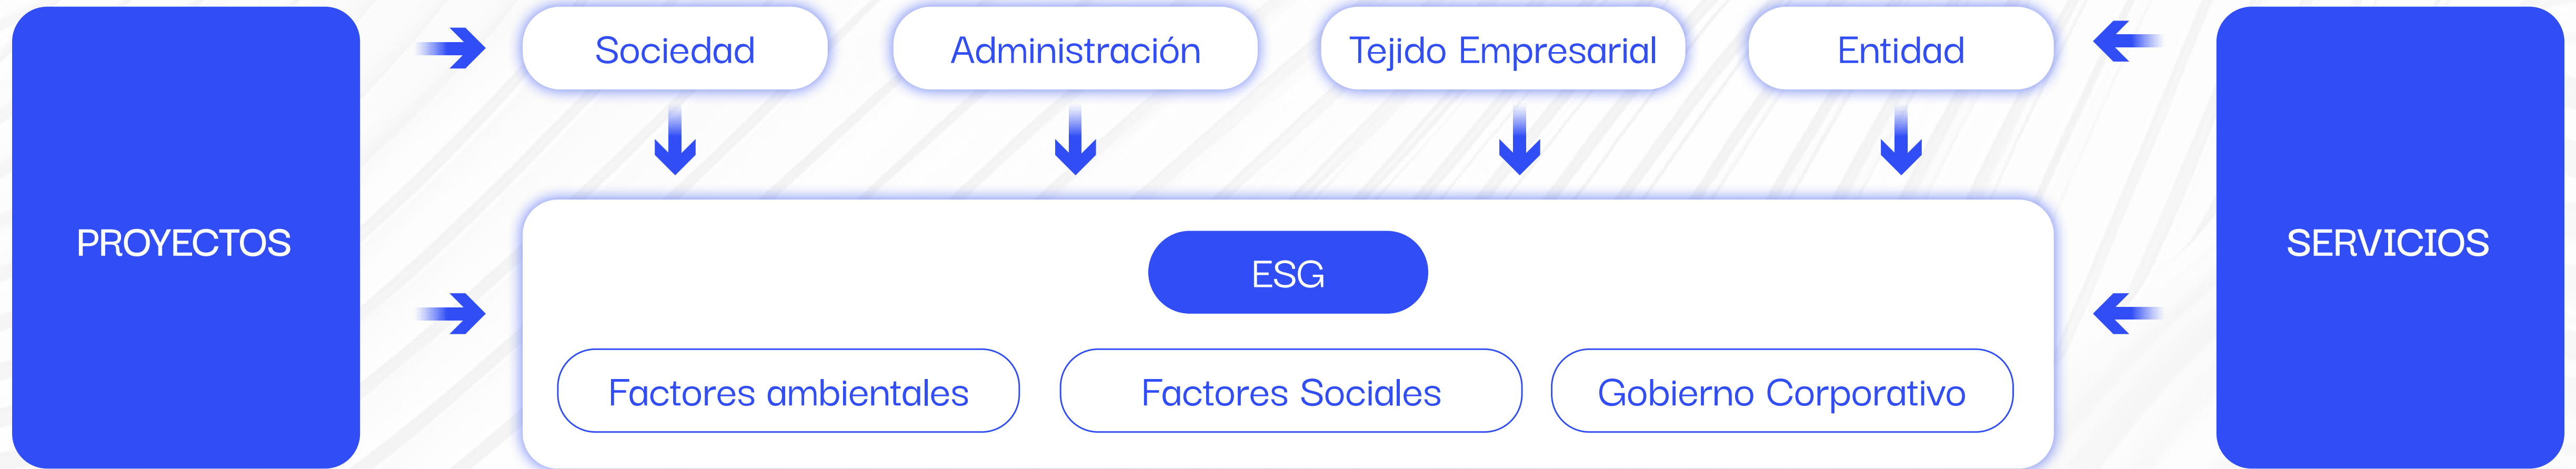 PROYECTOS
Sociedad
Administración
Tejido Empresarial
Entidad
ESG
Factores ambientales
Factores Sociales
Gobierno Corporativo
SERVICIOS